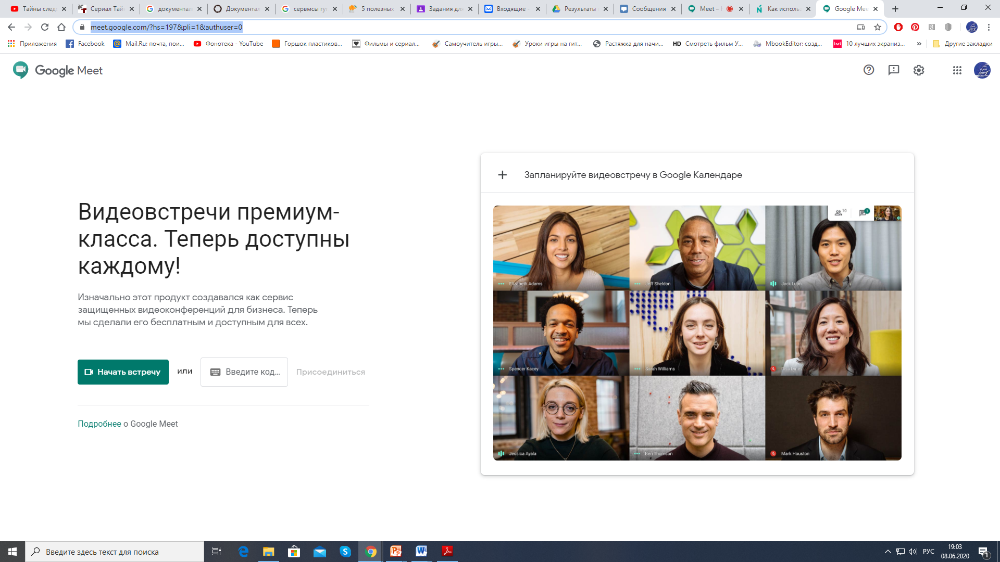 Тайны след
Сериал Тай
документал
Документал
сервмсы гуг
5 полезных
Задания для
Входящие -
Результаты
Сообщения
Meet –
Как исполь
Google Mee
meet.google.com/?hs=197&pli=1&authuser=0
Приложения
Facebook
Mail.Ru: почта, пои...
Фонотека - YouTube
Горшок пластиков...
Фильмы и сериал...
Самоучитель игры...
Уроки игры на гит...
Растяжка для начи...
HD Смотреть фильм У...
MbookEditor: созд...
ivi 10 лучших экраниз...
»
Другие закладки
Google Meet
Запланируйте видеовстречу в Google Календаре
Видеовстречи премиум-
класса. Теперь доступны
каждому!
Изначально этот продукт создавался как сервис
защищенных видеоконференций для бизнеса. Теперь
мы сделали его бесплатным и доступным для всех.
Начать встречу
или
Введите код...
Присоединиться
Подробнее о Google Meet
10
1
You
Elizabeth Adams
Jeff Sheldon
Jack Luan
Spencer Kacey
Sarah Williams
Risa Lynes
Jessica Ayala
Ben Thomson
Mark Houston
Введите здесь текст для поиска
РУС
19:03
08.06.2020
1